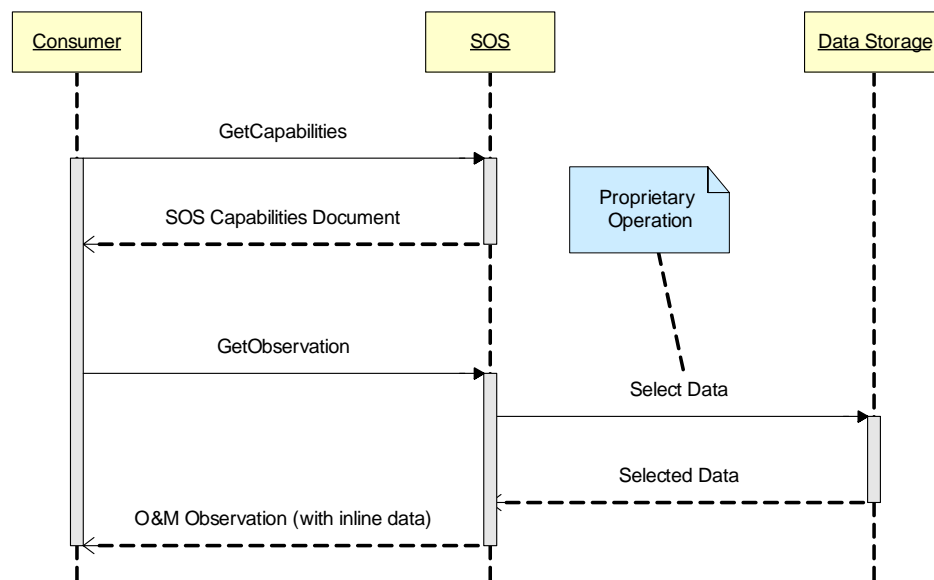 Consumer
SOS
Data Storage
GetCapabilities
Proprietary
Operation
SOS Capabilities Document
GetObservation
Select Data
Selected Data
O&M Observation (with inline data)